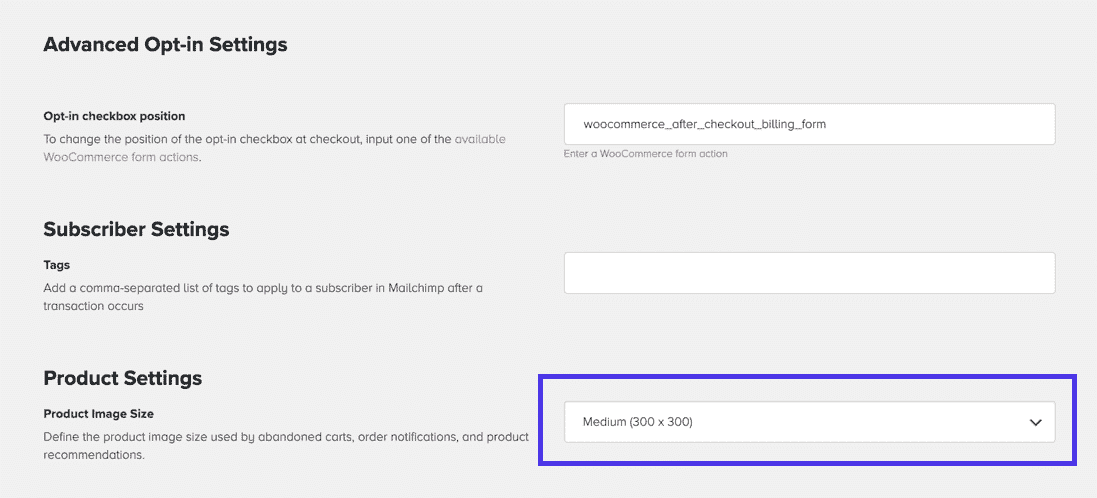 Advanced Opt-in Settings
Opt-in checkbox position
To change the position of the opt-in checkbox at checkout, input one of the available
WooCommerce form actions.
woocommerce_after_checkout_billing_form
Enter a WooCommerce form action
Subscriber Settings
Tags
Add a comma-separated list of tags to apply to a subscriber in Mailchimp after a
transaction occurs
Product Settings
Product Image Size
Define the product image size used by abandoned carts, order notifications, and product
recommendations.
Medium (300 x 300)